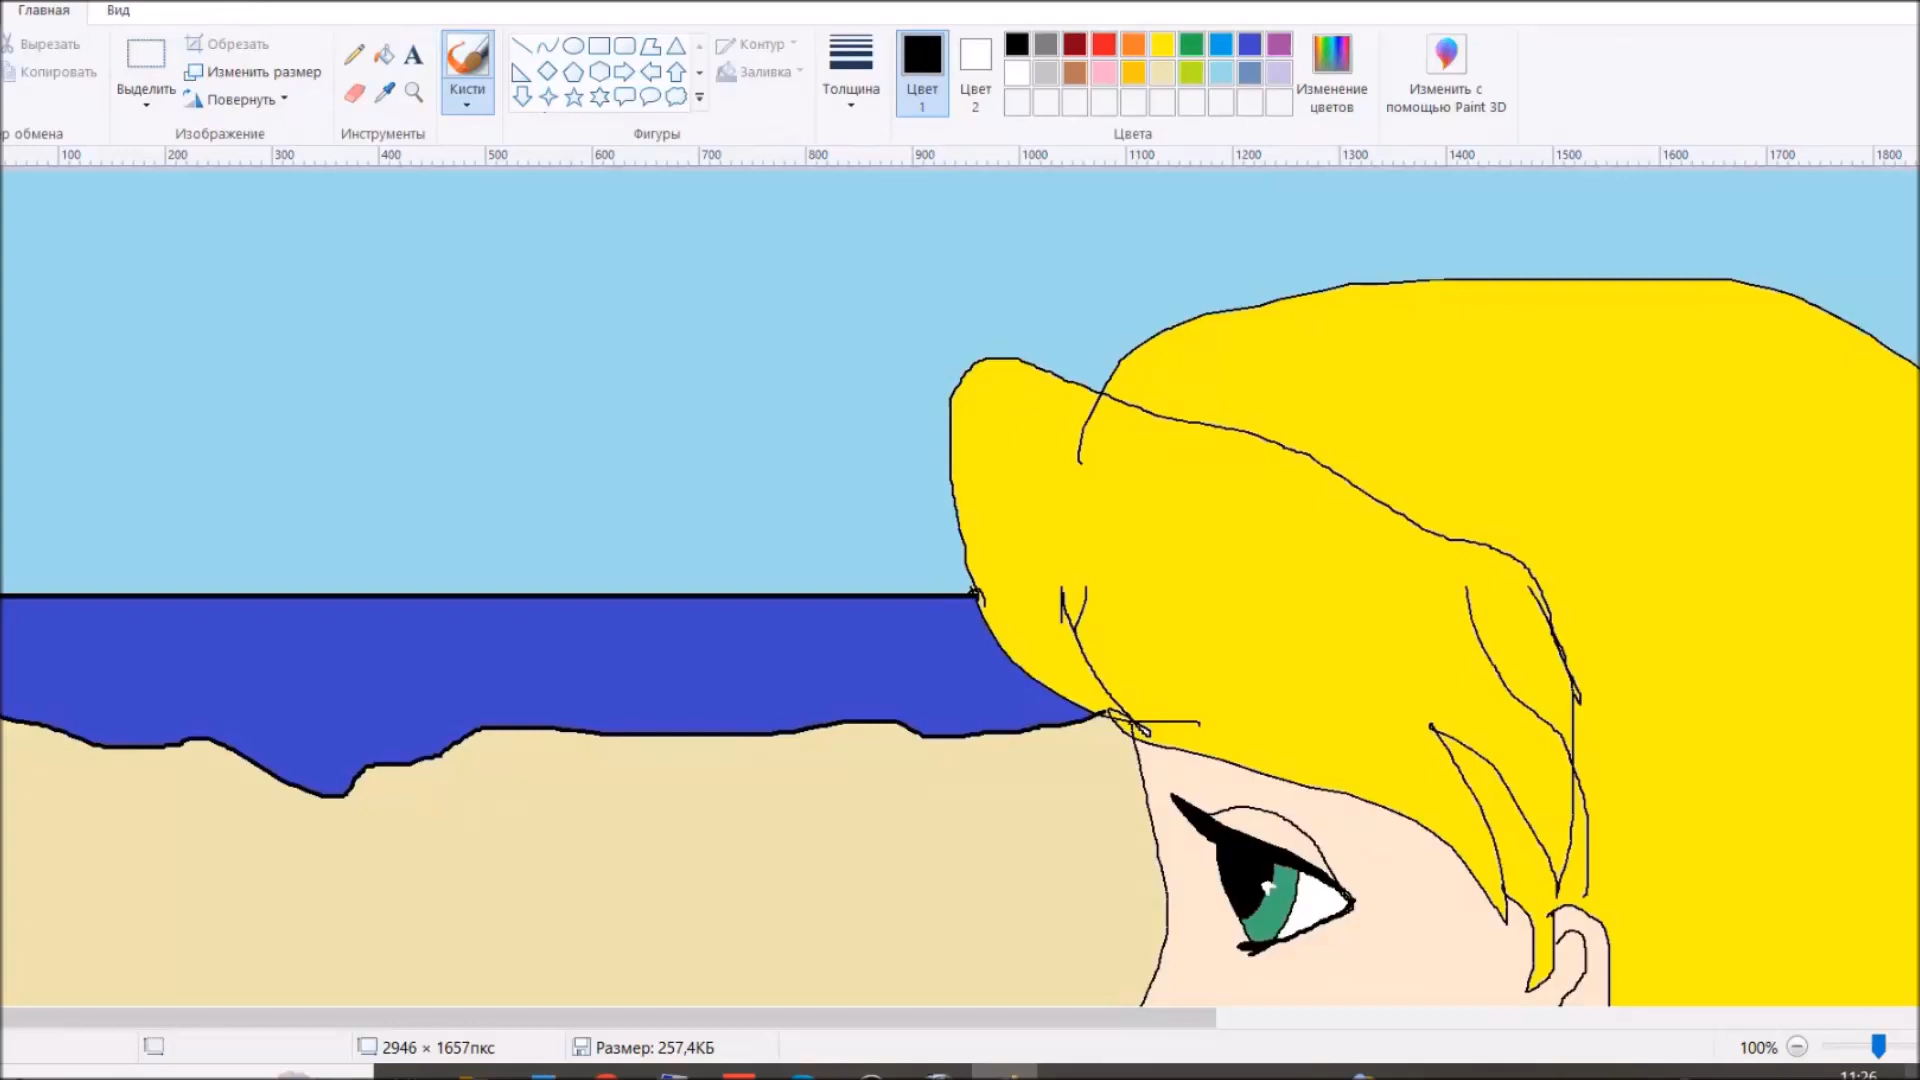 Главная Вид
Вырезать
Копировать
р обмена
Выделить
Обрезать
Изменить размер
Повернуть
Изображение
A
Инструменты
Кисти
Контур
Заливка
Фигуры
Толщина
Цвет
1
Цвет
2
Цвета
Изменение
цветов
Изменить с
помощью Paint 3D
100 200 300 400 500 600 700 800 900 1000 1100 1200 1300 1400 1500 1600 1700 1800
2946 × 1657пкс
Размер: 257,4КБ
100%
11:26